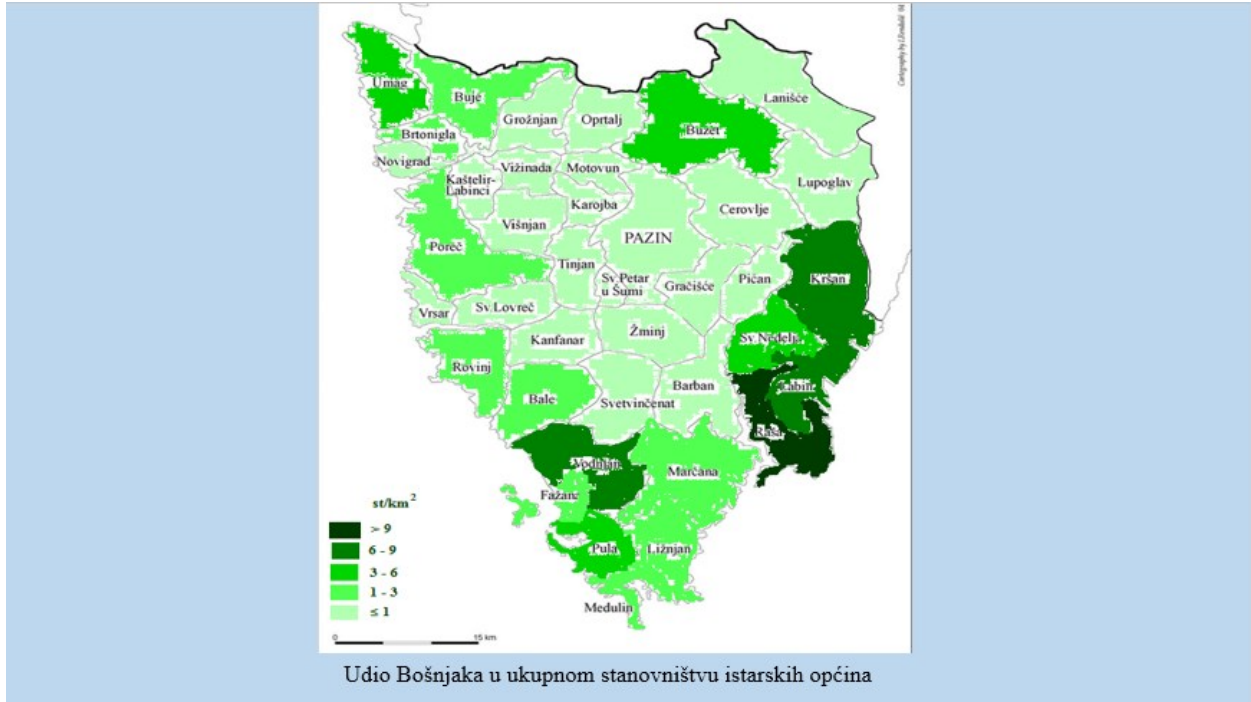 Umag
Buje
Brtonigla
Novigrad
Grožnjan
Oprtalj
Buzet
Lanišće
Lupoglav
Kaštelir-
Labinci
Vižinada
Motovun
Karojba
Višnjan
Cerovlje
PAZIN
Poreč
Tinjan
Sv.Petar
u Šumi
Gračišće
Pićan
Kršan
Vrsar
Sv.Lovreč
Kanfanar
Žminj
Sv.Nedelja
Rovinj
Bale
Svetvinčenat
Barban
Labin
Raša
Vodnjan
Marčana
Fažana
Pula
Ližnjan
Medulin
st/km²
> 9
6 - 9
3 - 6
1 - 3
≤ 1
0 15 km
Udio Bošnjaka u ukupnom stanovništvu istarskih općina